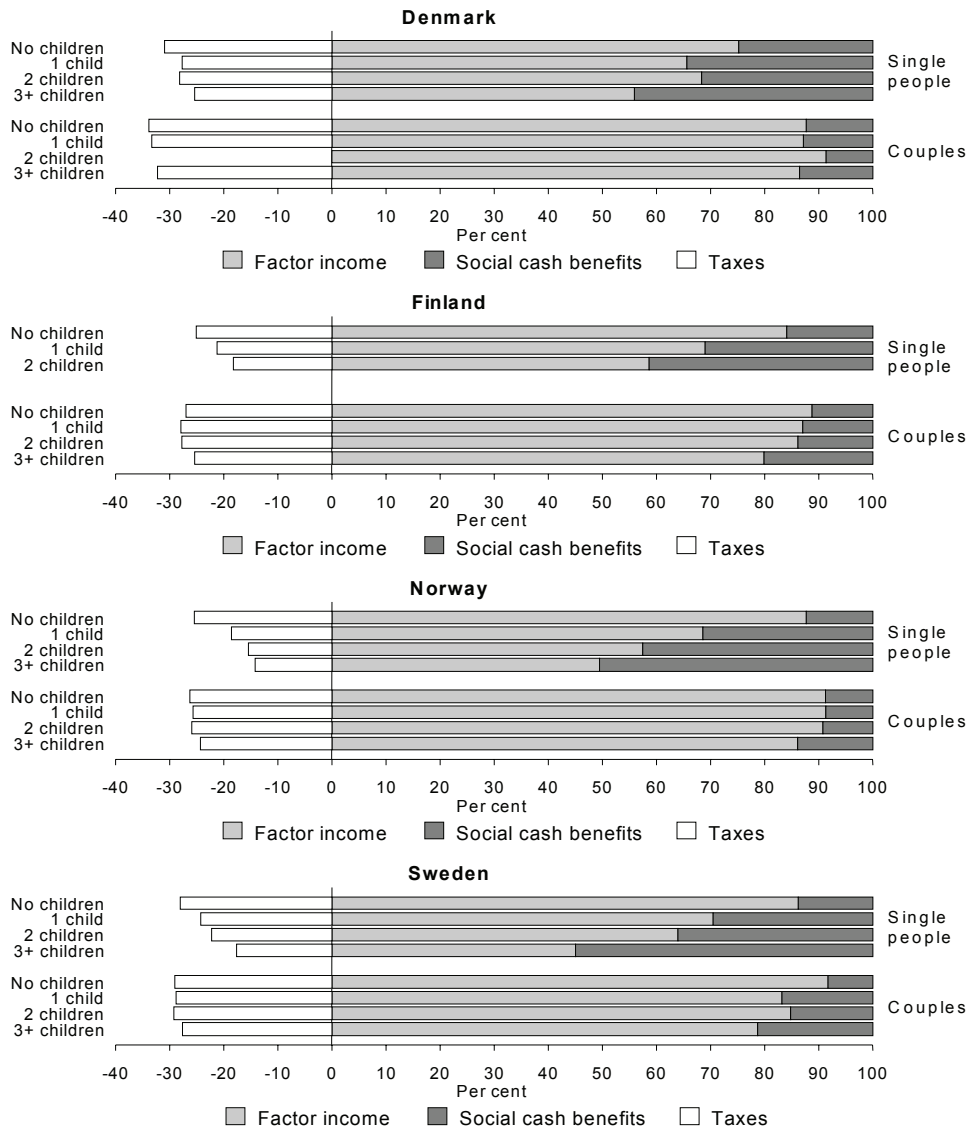 Denmark
No children
1 child
2 children
3+ children
Single
people
No children
1 child
2 children
3+ children
Couples
-40 -30 -20 -10 0 10 20 30 40 50 60 70 80 90 100
Per cent
Factor income Social cash benefits Taxes
Finland
No children
1 child
2 children
Single
people
No children
1 child
2 children
3+ children
Couples
-40 -30 -20 -10 0 10 20 30 40 50 60 70 80 90 100
Per cent
Factor income Social cash benefits Taxes
Norway
No children
1 child
2 children
3+ children
Single
people
No children
1 child
2 children
3+ children
Couples
-40 -30 -20 -10 0 10 20 30 40 50 60 70 80 90 100
Per cent
Factor income Social cash benefits Taxes
Sweden
No children
1 child
2 children
3+ children
Single
people
No children
1 child
2 children
3+ children
Couples
-40 -30 -20 -10 0 10 20 30 40 50 60 70 80 90 100
Per cent
Factor income Social cash benefits Taxes